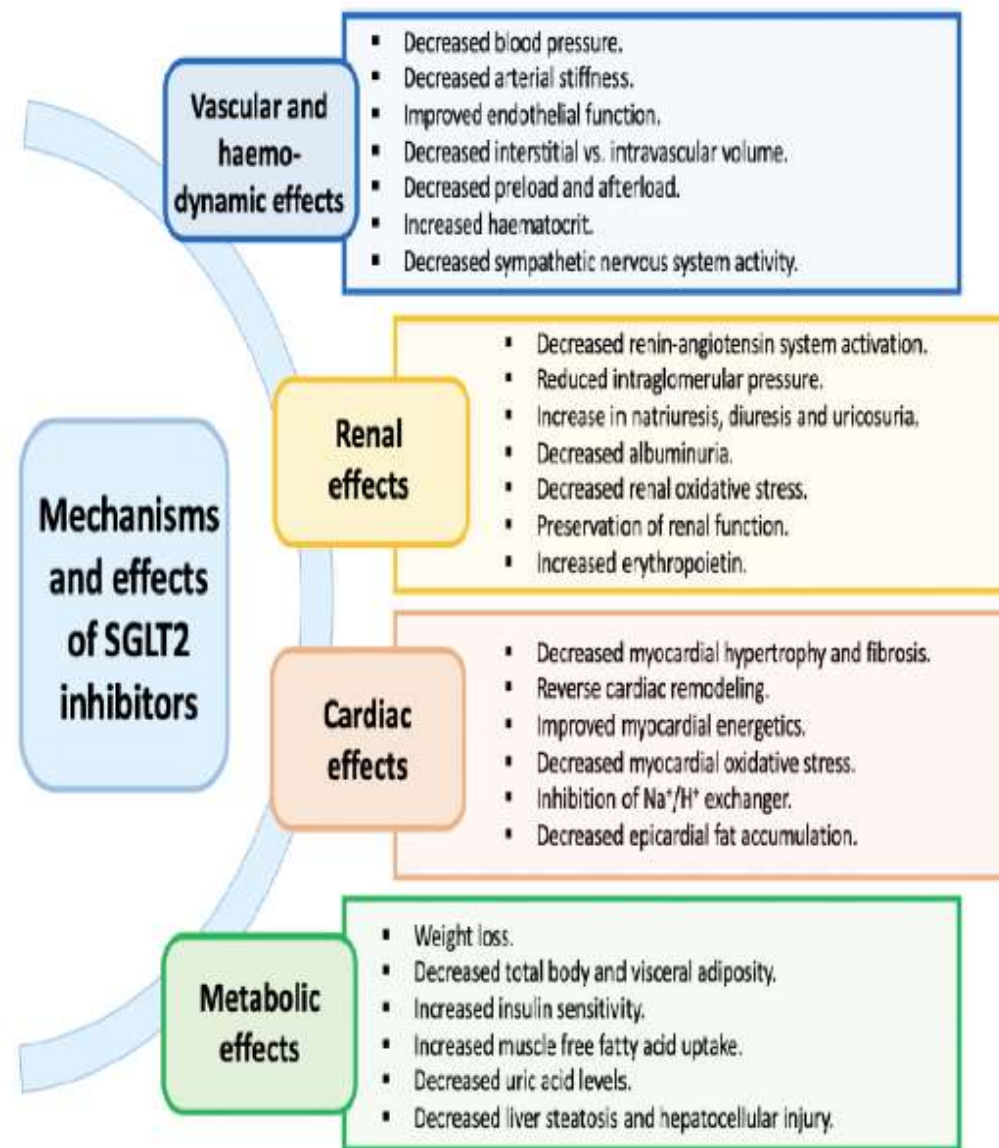 Mechanisms
and effects
of SGLT2
inhibitors
Vascular and
haemo-
dynamic effects
▪ Decreased blood pressure.
▪ Decreased arterial stiffness.
▪ Improved endothelial function.
▪ Decreased interstitial vs. intravascular volume.
▪ Decreased preload and afterload.
▪ Increased haematocrit.
▪ Decreased sympathetic nervous system activity.
Renal
effects
▪ Decreased renin-angiotensin system activation.
▪ Reduced intraglomerular pressure.
▪ Increase in natriuresis, diuresis and uricosuria.
▪ Decreased albuminuria.
▪ Decreased renal oxidative stress.
▪ Preservation of renal function.
▪ Increased erythropoietin.
Cardiac
effects
▪ Decreased myocardial hypertrophy and fibrosis.
▪ Reverse cardiac remodeling.
▪ Improved myocardial energetics.
▪ Decreased myocardial oxidative stress.
▪ Inhibition of Na⁺/H⁺ exchanger.
▪ Decreased epicardial fat accumulation.
Metabolic
effects
▪ Weight loss.
▪ Decreased total body and visceral adiposity.
▪ Increased insulin sensitivity.
▪ Increased muscle free fatty acid uptake.
▪ Decreased uric acid levels.
▪ Decreased liver steatosis and hepatocellular injury.